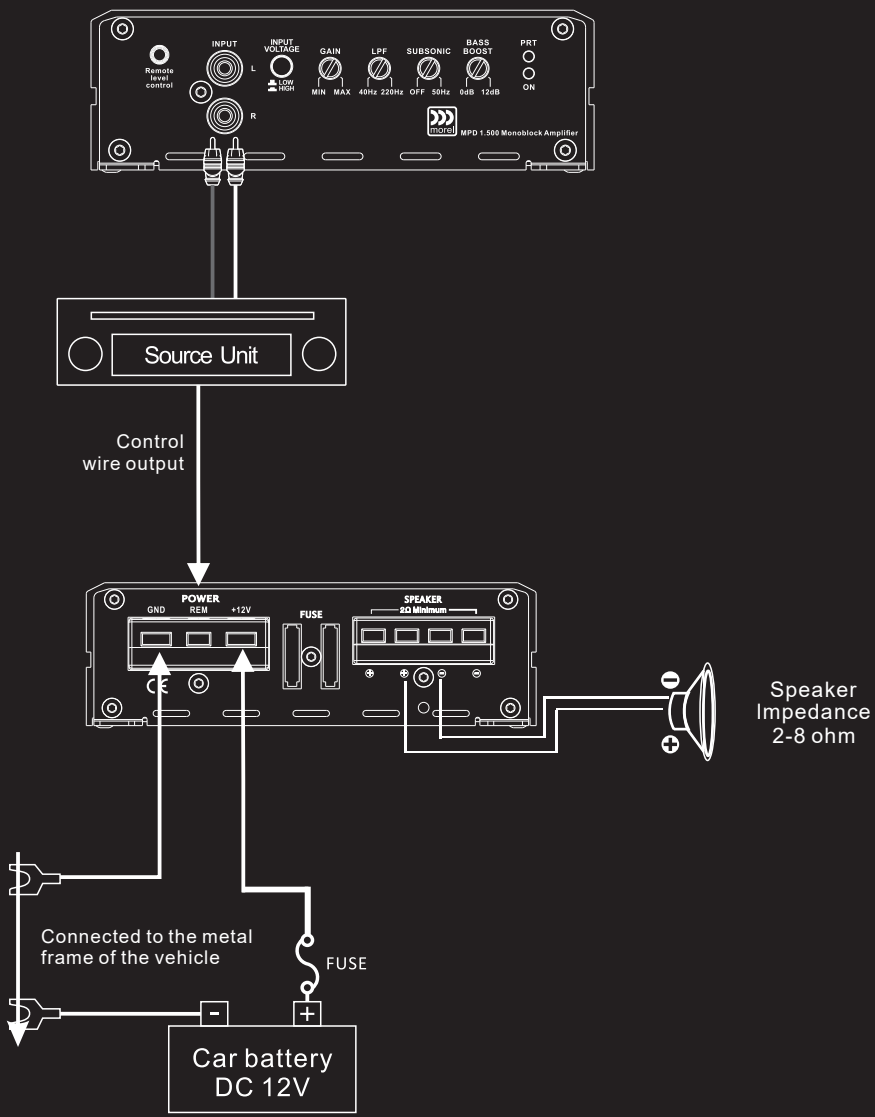 INPUT
INPUT
VOLTAGE
GAIN
LPF
SUBSONIC
BASS
BOOST
PRT
Remote
level
control
L
LOW
HIGH
MIN MAX
40Hz 220Hz
OFF 50Hz
0dB 12dB
ON
R
morel
MPD 1.500 Monoblock Amplifier
Source Unit
Control
wire output
POWER
GND REM +12V
FUSE
SPEAKER
2Ω Minimum
CE
Speaker
Impedance
2-8 ohm
Connected to the metal
frame of the vehicle
FUSE
- +
Car battery
DC 12V